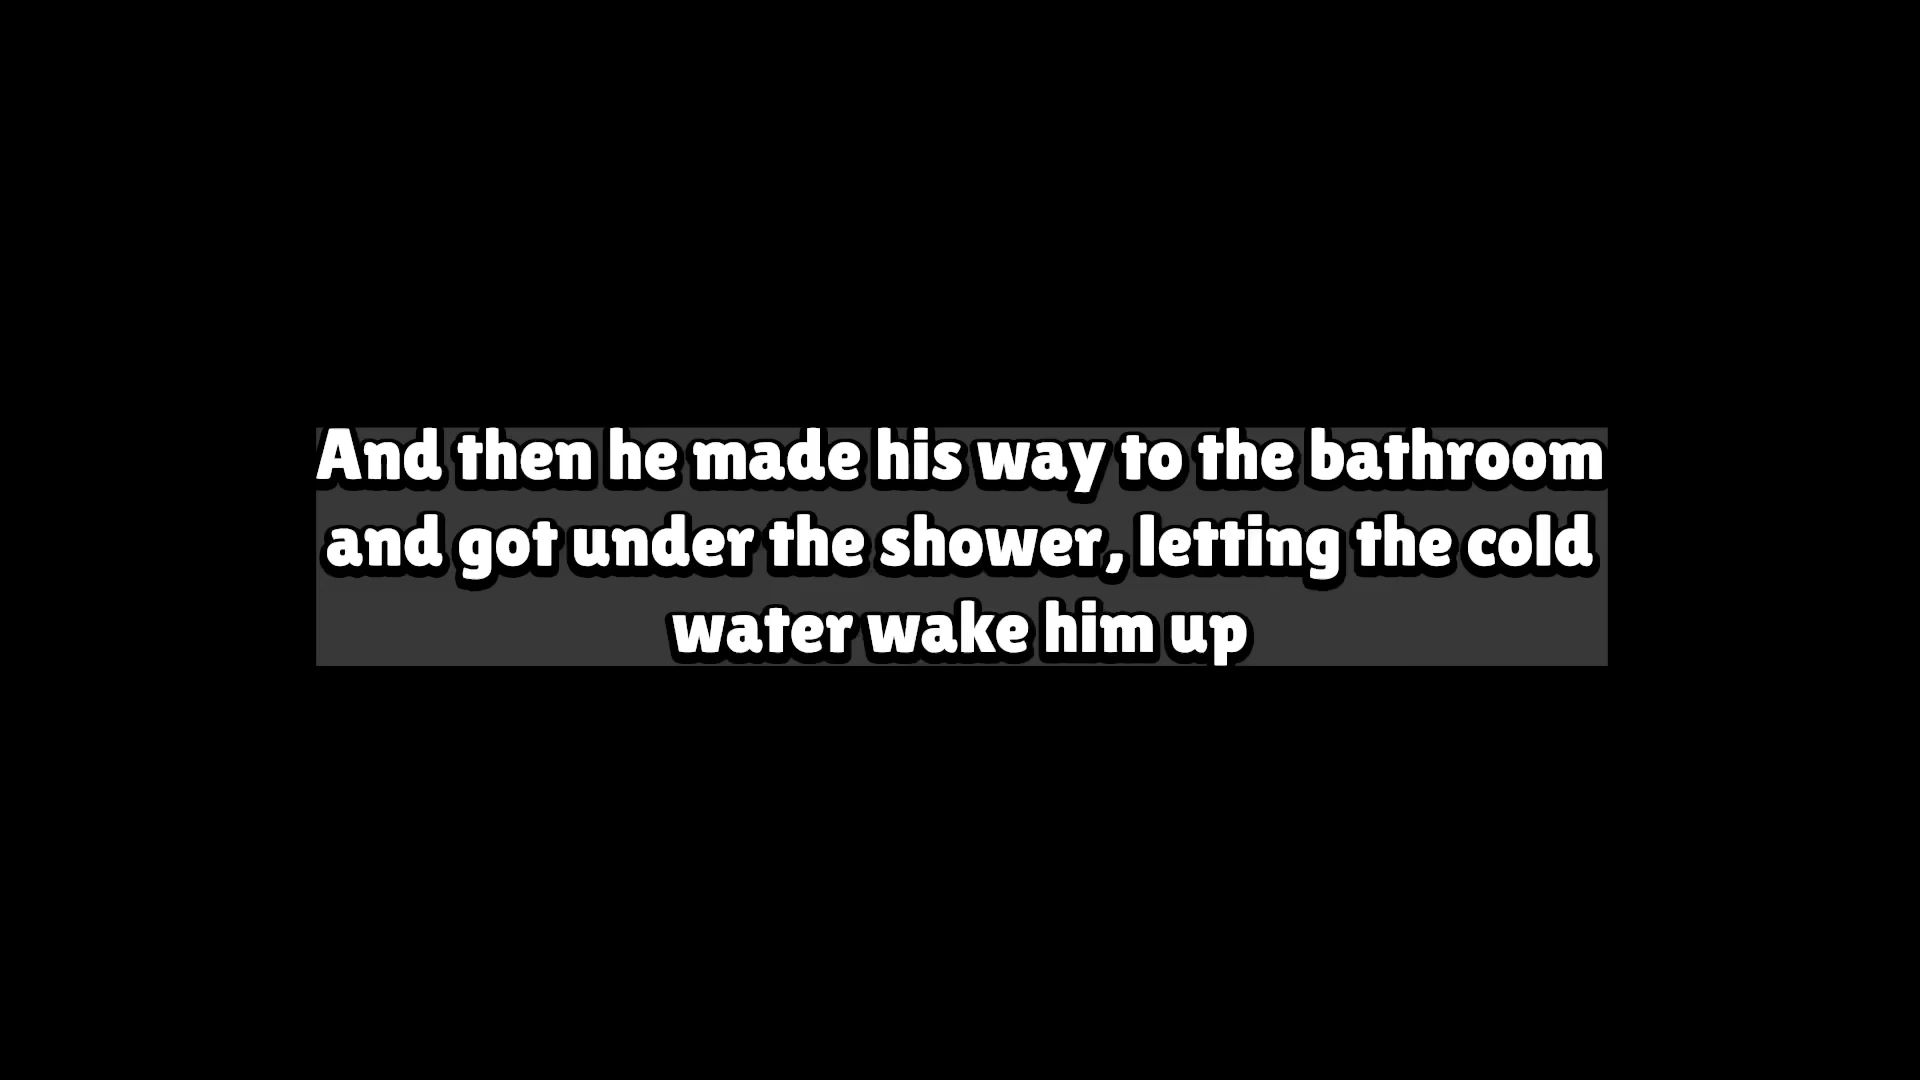 And then he made his way to the bathroom
and got under the shower, letting the cold
water wake him up